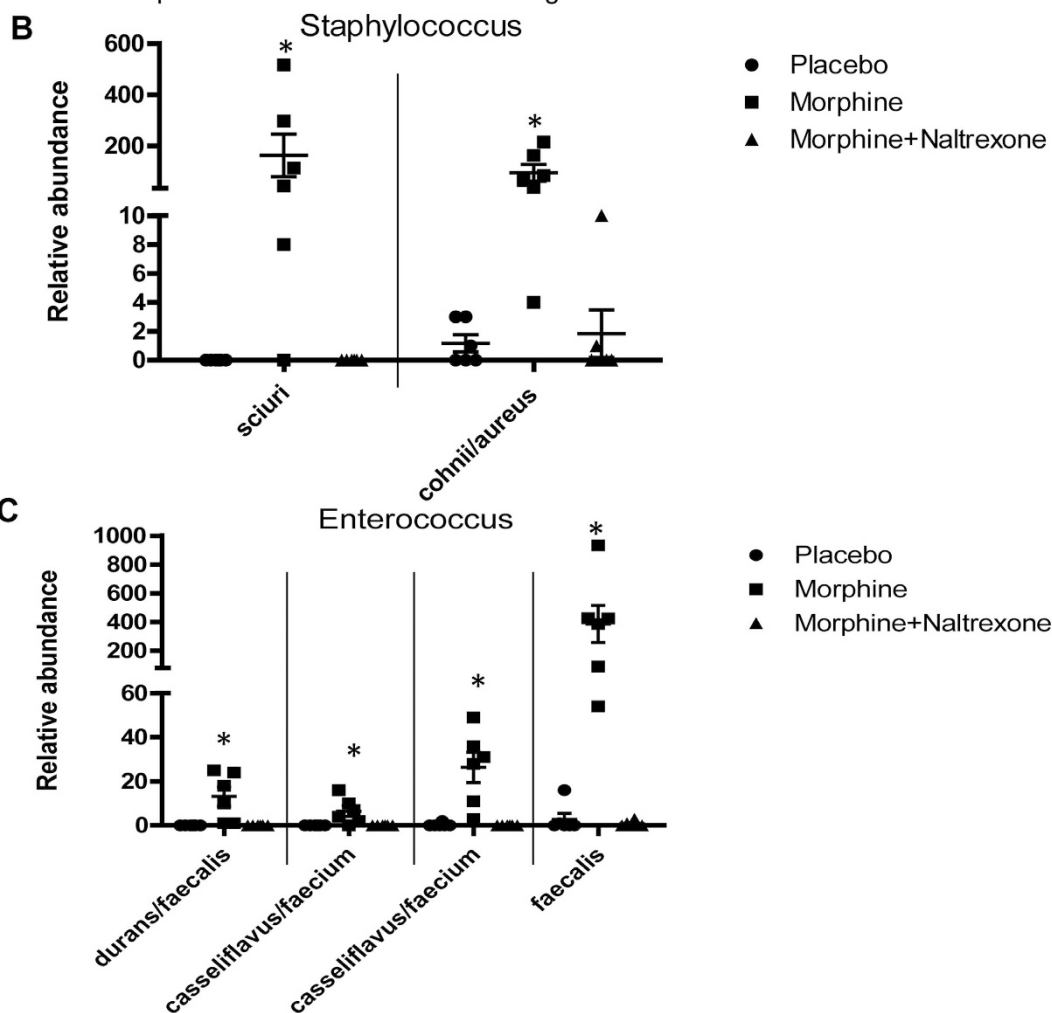 B
Staphylococcus
*
*
Relative abundance
600
400
200
10
8
6
4
2
0
sciuri
cohnii/aureus
Placebo
Morphine
Morphine+Naltrexone
C
Enterococcus
*
*
*
*
Relative abundance
1000
800
600
400
200
60
40
20
0
durans/faecalis
casseliflavus/faecium
casseliflavus/faecium
faecalis
Placebo
Morphine
Morphine+Naltrexone